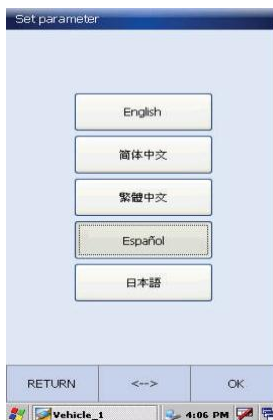 Set parameter
English
简体中文
繁體中文
Español
日本語
RETURN <--> OK
Vehicle_1 4:06 PM